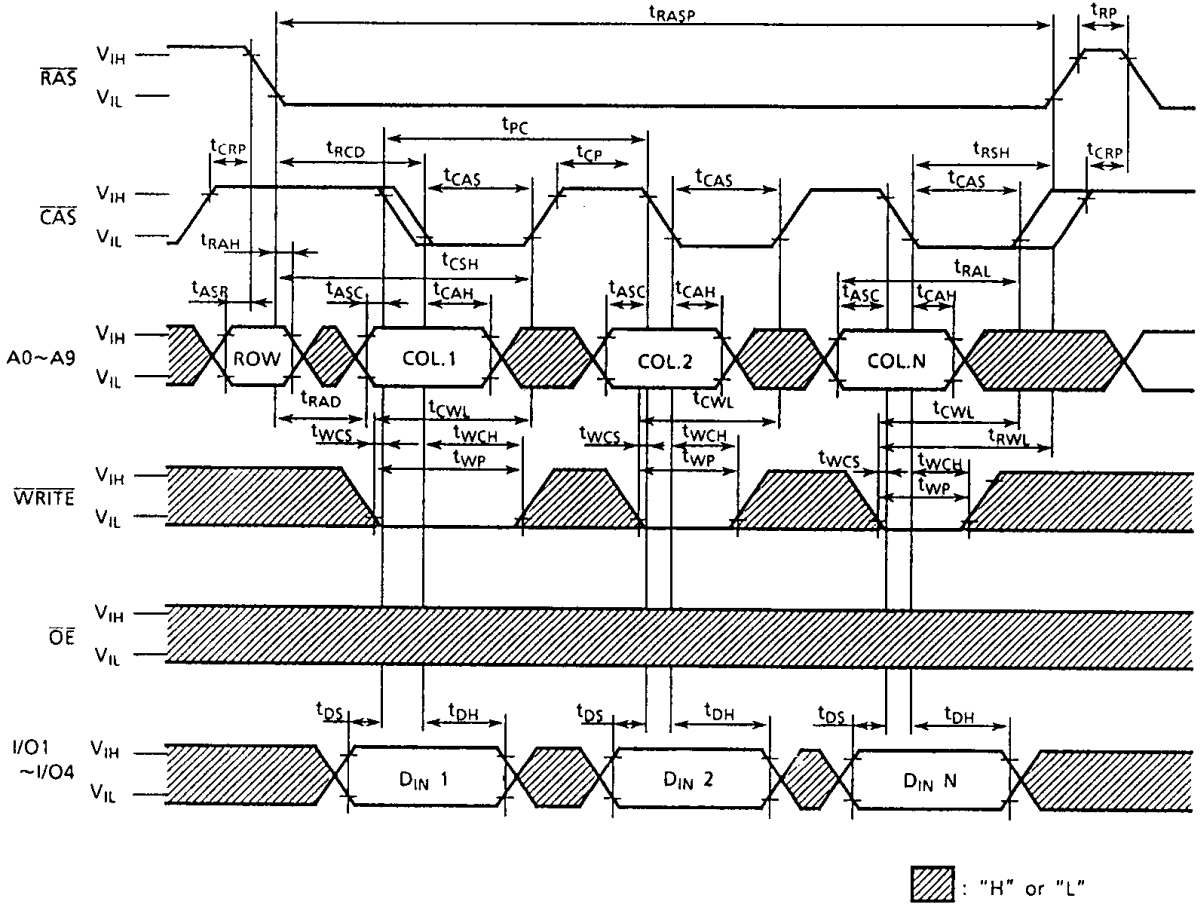 tRASP
tRP
RAS
VIH
VIL
tPC
tCRP
tRCD
tCP
tRSH
tCRP
CAS
VIH
VIL
tCAS
tCAS
tCAS
tRAH
tCSH
tRAL
tASR
tASC
tCAH
tASC
tCAH
tASC
tCAH
A0~A9
VIH
VIL
ROW
COL.1
COL.2
COL.N
tRAD
tCWL
tCWL
tCWL
tRWL
tWCS
tWCH
tWCS
tWCH
tWCS
tWCH
tWP
tWP
tWP
WRITE
VIH
VIL
OE
VIH
VIL
tDS
tDH
tDS
tDH
tDS
tDH
I/O1
~I/O4
VIH
VIL
DIN 1
DIN 2
DIN N
: "H" or "L"